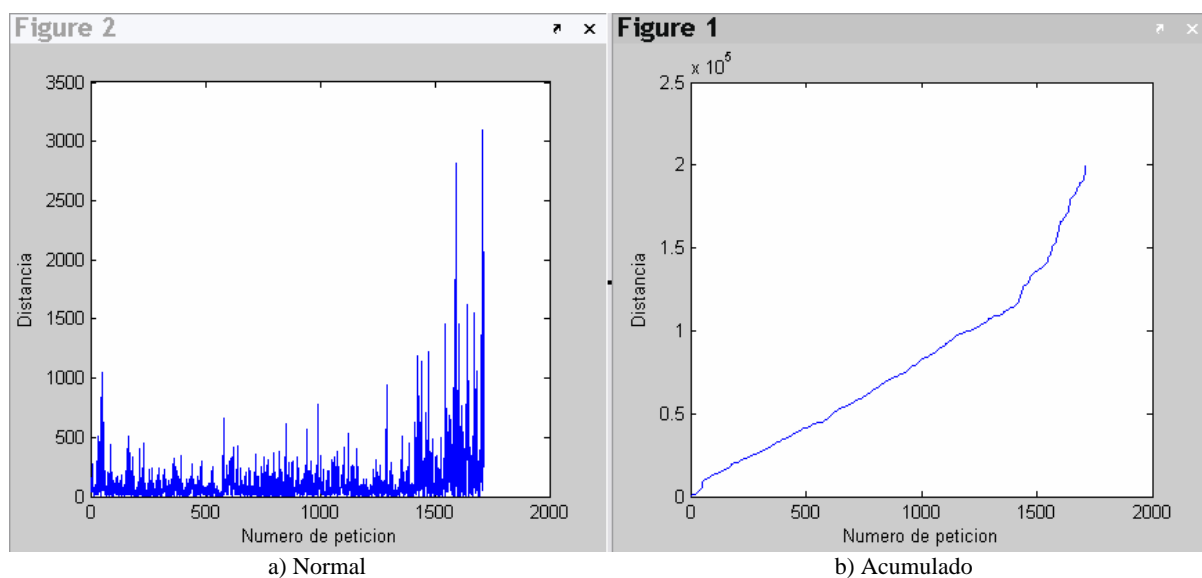 Figure 2
3500
3000
2500
2000
1500
1000
500
0
0 500 1000 1500 2000
Distancia
Numero de peticion
a) Normal
Figure 1
x 10^5
2.5
2
1.5
1
0.5
0
0 500 1000 1500 2000
Distancia
Numero de peticion
b) Acumulado